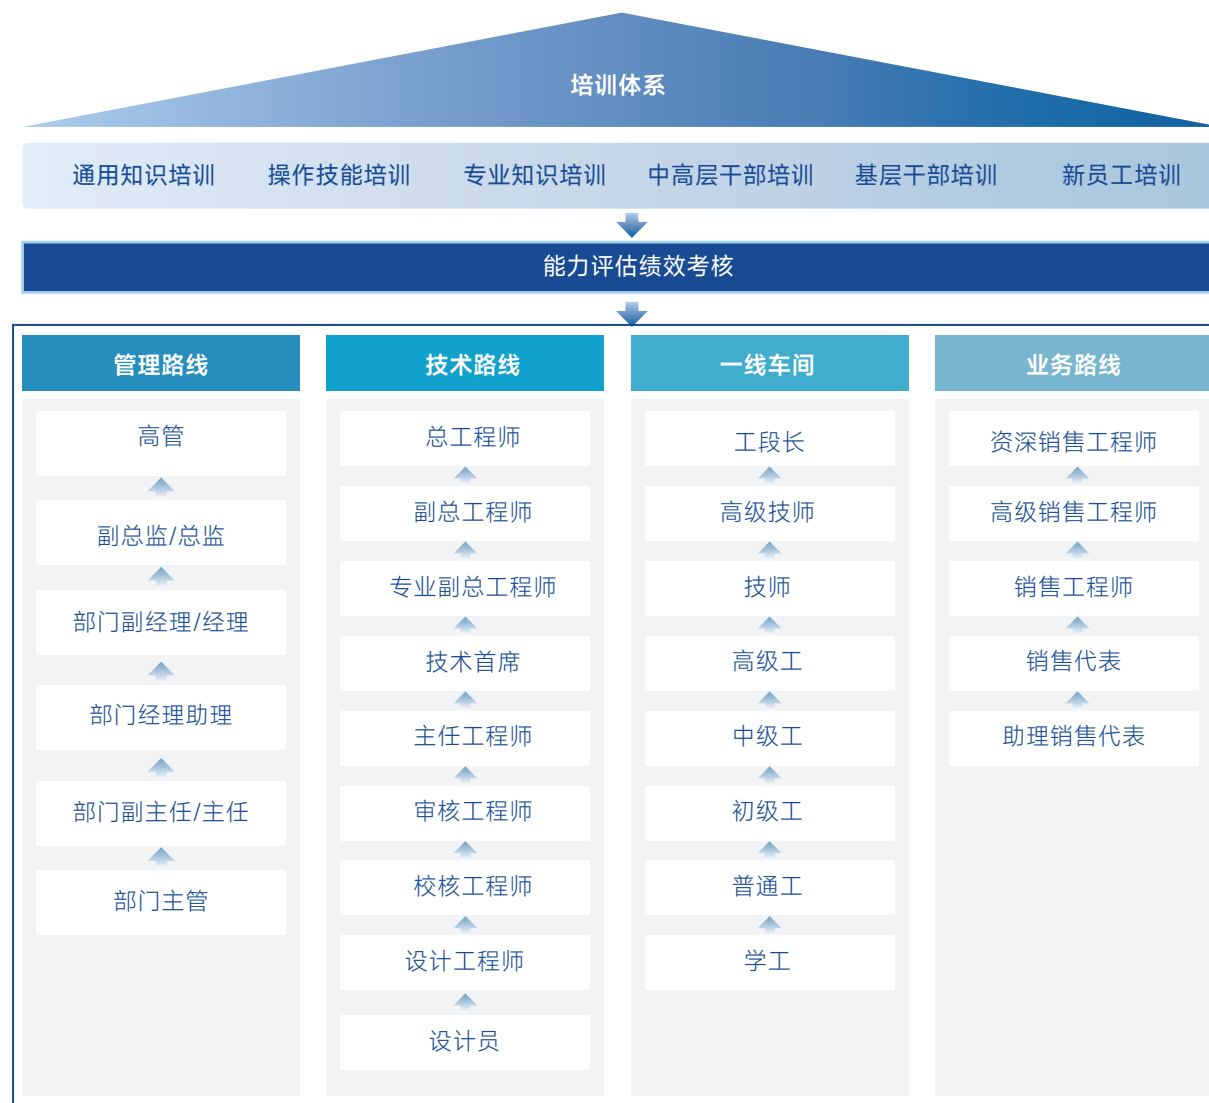 培训体系
通用知识培训 操作技能培训 专业知识培训 中高层干部培训 基层干部培训 新员工培训
能力评估绩效考核
管理路线
高管
副总监/总监
部门副经理/经理
部门经理助理
部门副主任/主任
部门主管
技术路线
总工程师
副总工程师
专业副总工程师
技术首席
主任工程师
审核工程师
校核工程师
设计工程师
设计员
一线车间
工段长
高级技师
技师
高级工
中级工
初级工
普通工
学工
业务路线
资深销售工程师
高级销售工程师
销售工程师
销售代表
助理销售代表